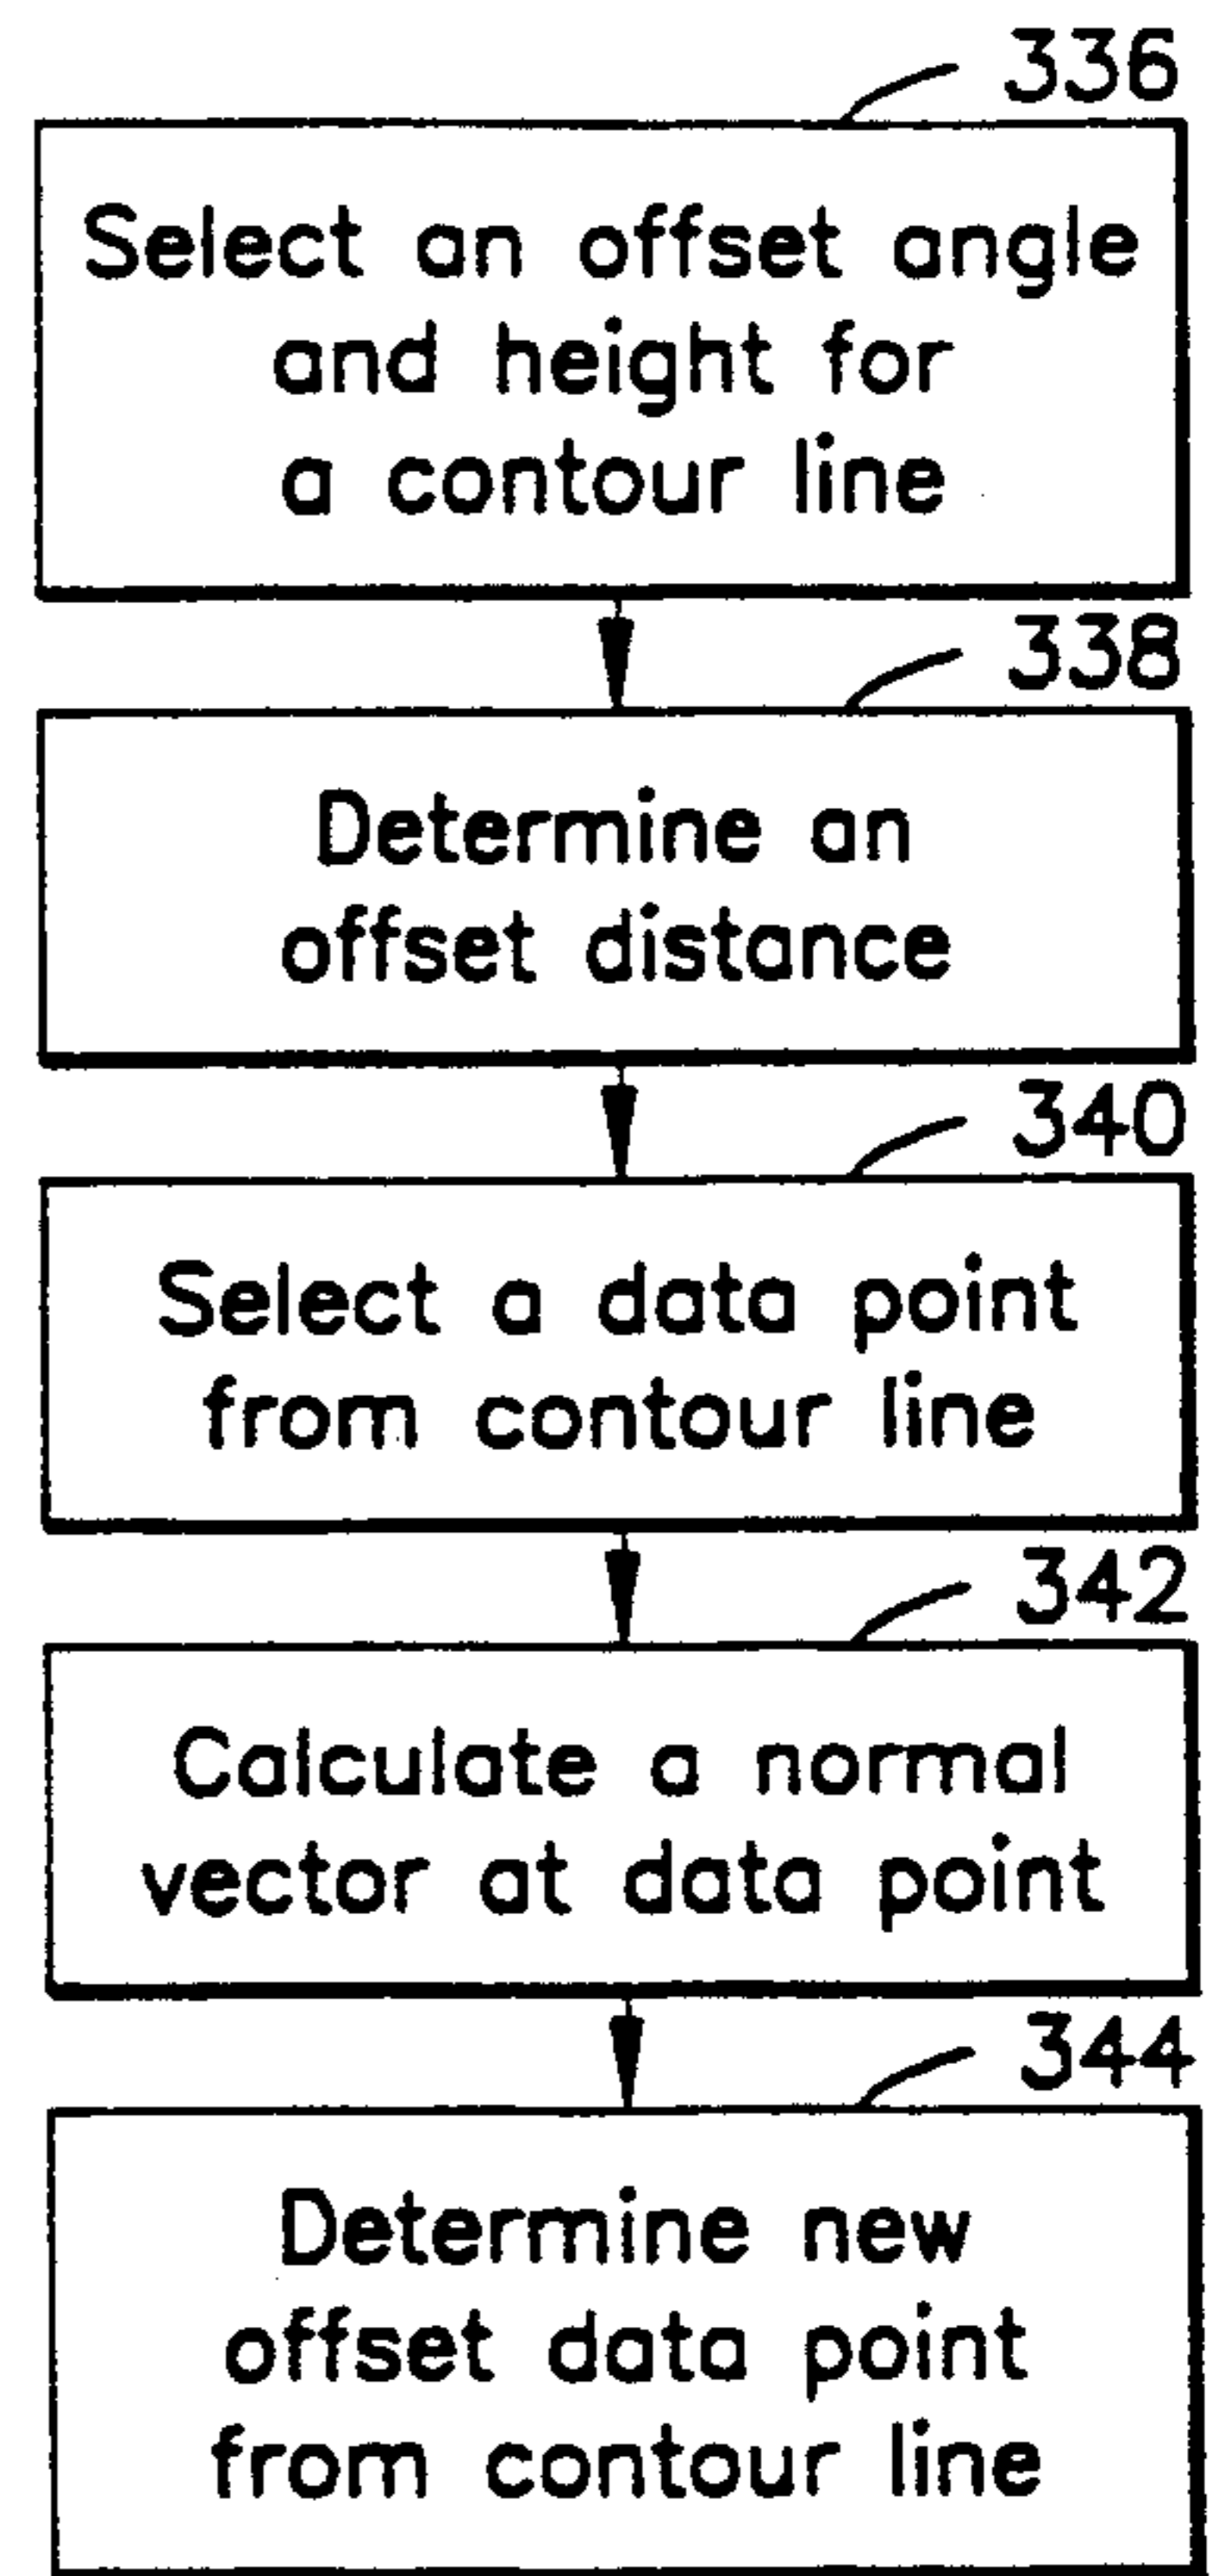 336
Select an offset angle
and height for
a contour line
338
Determine an
offset distance
340
Select a data point
from contour line
342
Calculate a normal
vector at data point
344
Determine new
offset data point
from contour line